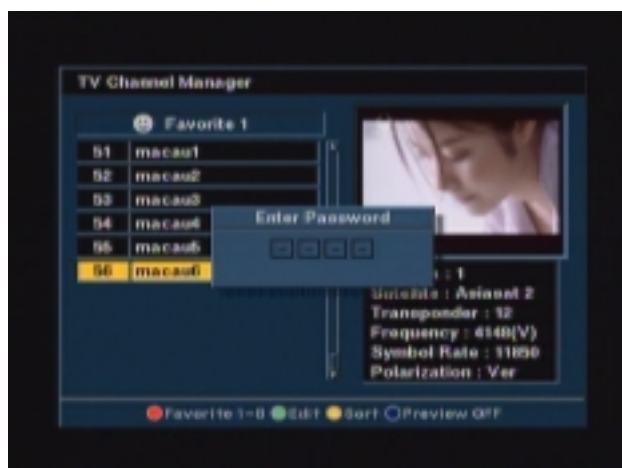 TV Channel Manager
Favorite 1
51 macau1
52 macau2
53 macau3
54 macau4
55 macau5
56 macau6
Enter Password
: 1
Satellite : Asiasat 2
Transponder : 12
Frequency : 4148(V)
Symbol Rate : 11850
Polarization : Ver
Favorite 1-8 Edit Sort Preview OFF